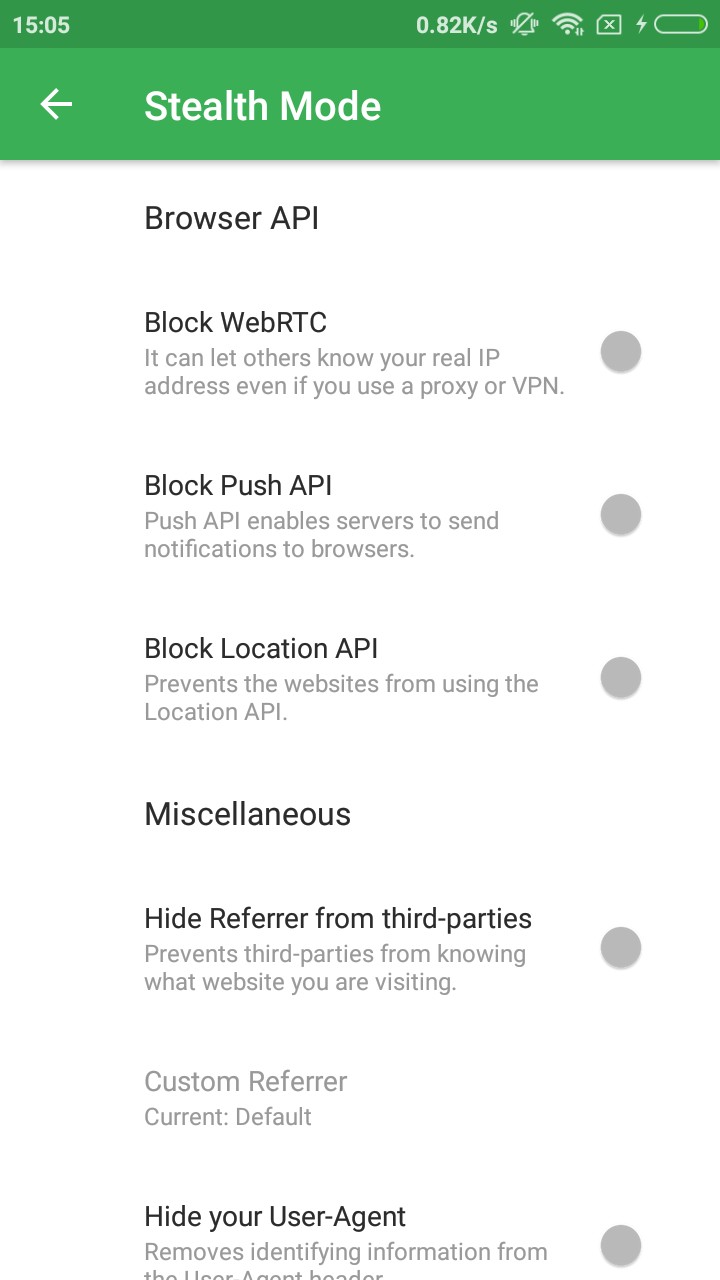 15:05
0.82K/s
Stealth Mode
Browser API
Block WebRTC
It can let others know your real IP
address even if you use a proxy or VPN.
Block Push API
Push API enables servers to send
notifications to browsers.
Block Location API
Prevents the websites from using the
Location API.
Miscellaneous
Hide Referrer from third-parties
Prevents third-parties from knowing
what website you are visiting.
Custom Referrer
Current: Default
Hide your User-Agent
Removes identifying information from
the User-Agent header